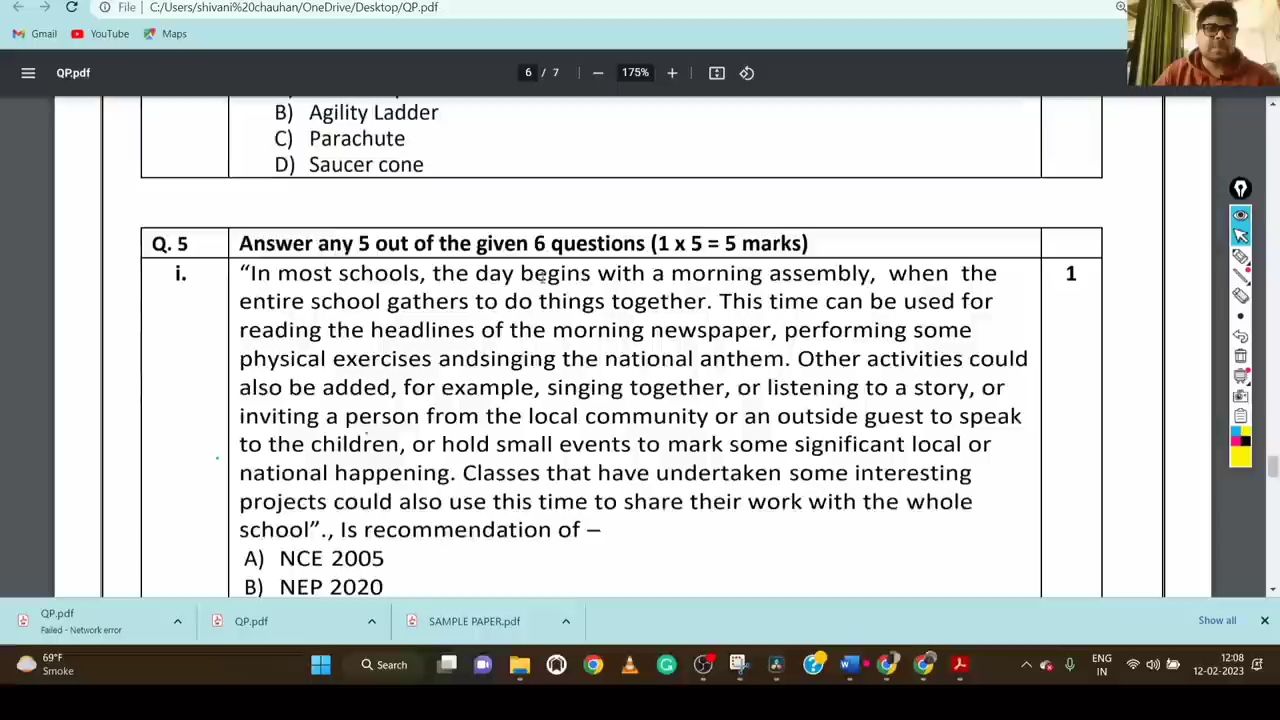 File C:/Users/shivani%20chauhan/OneDrive/Desktop/QP.pdf
Gmail YouTube Maps
QP.pdf 6 / 7 175%
B) Agility Ladder
C) Parachute
D) Saucer cone
Q. 5 Answer any 5 out of the given 6 questions (1 x 5 = 5 marks)
i. “In most schools, the day begins with a morning assembly, when the 1
entire school gathers to do things together. This time can be used for
reading the headlines of the morning newspaper, performing some
physical exercises andsinging the national anthem. Other activities could
also be added, for example, singing together, or listening to a story, or
inviting a person from the local community or an outside guest to speak
to the children, or hold small events to mark some significant local or
national happening. Classes that have undertaken some interesting
projects could also use this time to share their work with the whole
school”., Is recommendation of –
A) NCE 2005
B) NEP 2020
QP.pdf
Failed - Network error
QP.pdf
SAMPLE PAPER.pdf
Show all
69°F
Smoke
Search
ENG
IN
12:08
12-02-2023